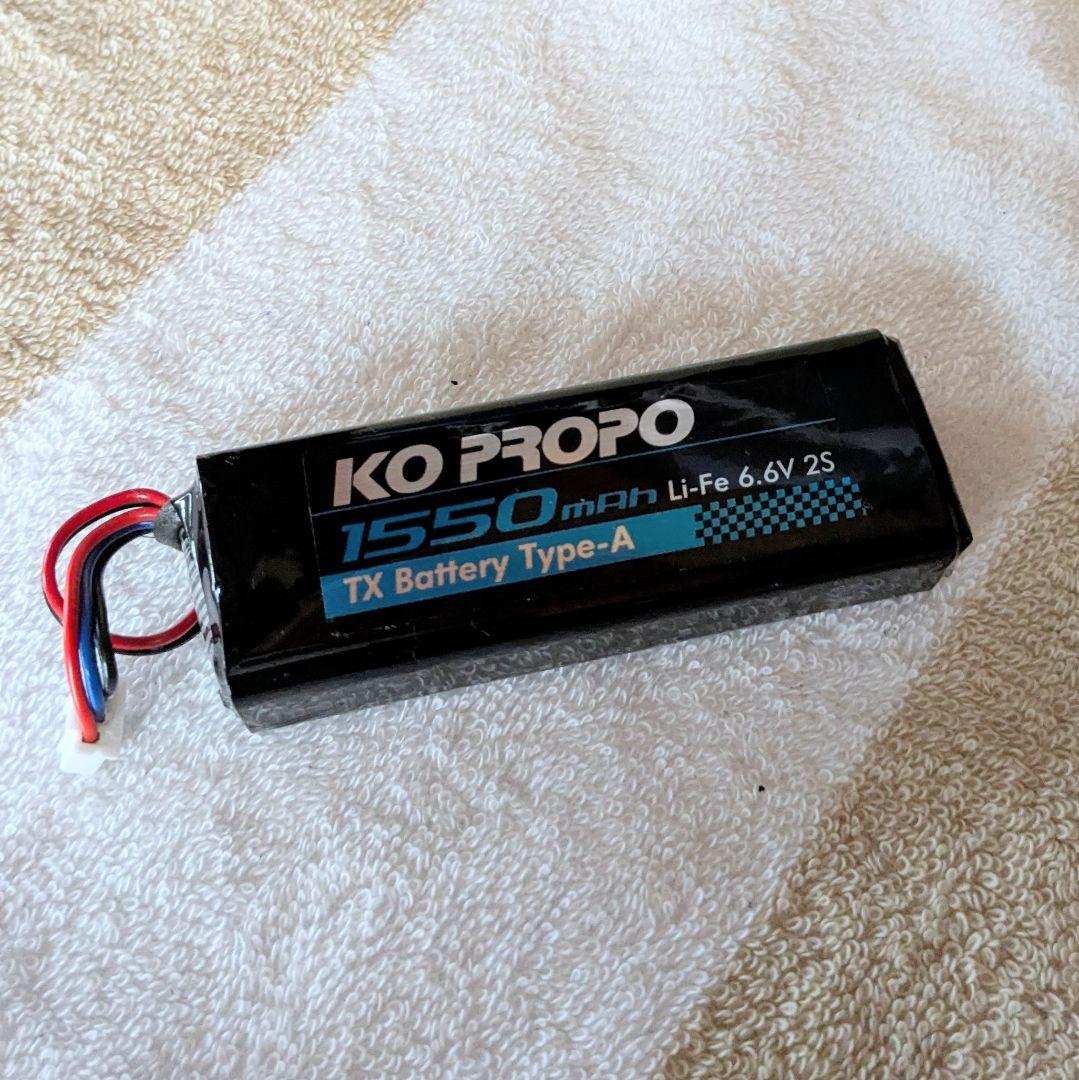 KO PROPO
1550mAh Li-Fe 6.6V 2S
TX Battery Type-A